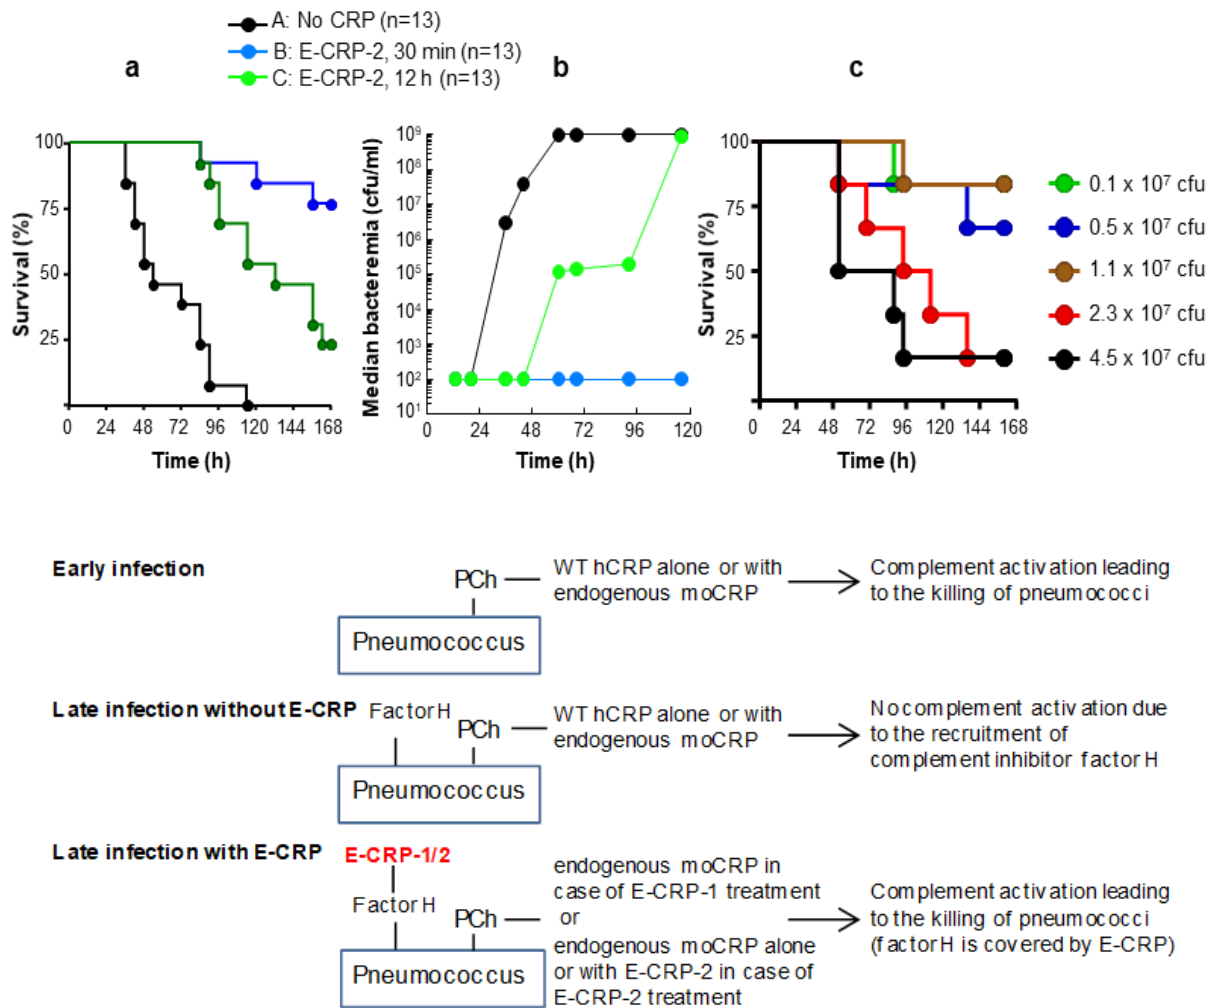 A: No CRP (n=13)
B: E-CRP-2, 30 min (n=13)
C: E-CRP-2, 12 h (n=13)
a
b
c
Survival (%)
100
75
50
25
0 24 48 72 96 120 144 168
Time (h)
Median bacteremia (cfu/ml)
10⁹
10⁸
10⁷
10⁶
10⁵
10⁴
10³
10²
10¹
0 24 48 72 96 120
Time (h)
Survival (%)
100
75
50
25
0 24 48 72 96 120 144 168
Time (h)
0.1 x 10⁷ cfu
0.5 x 10⁷ cfu
1.1 x 10⁷ cfu
2.3 x 10⁷ cfu
4.5 x 10⁷ cfu
Early infection
PCh
Pneumococcus
WT hCRP alone or with
endogenous moCRP
Complement activation leading
to the killing of pneumococci
Late infection without E-CRP
Factor H
PCh
Pneumococcus
WT hCRP alone or with
endogenous moCRP
No complement activation due
to the recruitment of
complement inhibitor factor H
Late infection with E-CRP
E-CRP-1/2
Factor H
PCh
Pneumococcus
endogenous moCRP in
case of E-CRP-1 treatment
or
endogenous moCRP alone
or with E-CRP-2 in case of
E-CRP-2 treatment
Complement activation leading
to the killing of pneumococci
(factor H is covered by E-CRP)